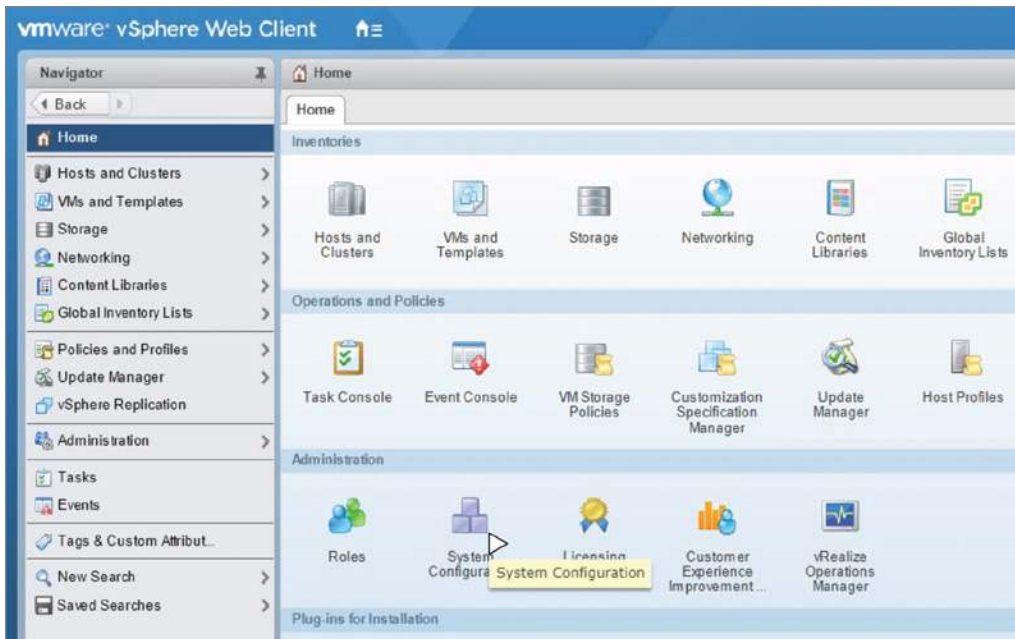 vmware® vSphere Web Client
Navigator
Back
Home
Hosts and Clusters
VMs and Templates
Storage
Networking
Content Libraries
Global Inventory Lists
Policies and Profiles
Update Manager
vSphere Replication
Administration
Tasks
Events
Tags & Custom Attribut...
New Search
Saved Searches
Home
Home
Inventories
Hosts and
Clusters
VMs and
Templates
Storage
Networking
Content
Libraries
Global
Inventory Lists
Operations and Policies
Task Console
Event Console
VM Storage
Policies
Customization
Specification
Manager
Update
Manager
Host Profiles
Administration
Roles
System
Configura
System Configuration
Licensing
Customer
Experience
Improvement...
vRealize
Operations
Manager
Plug-ins for Installation